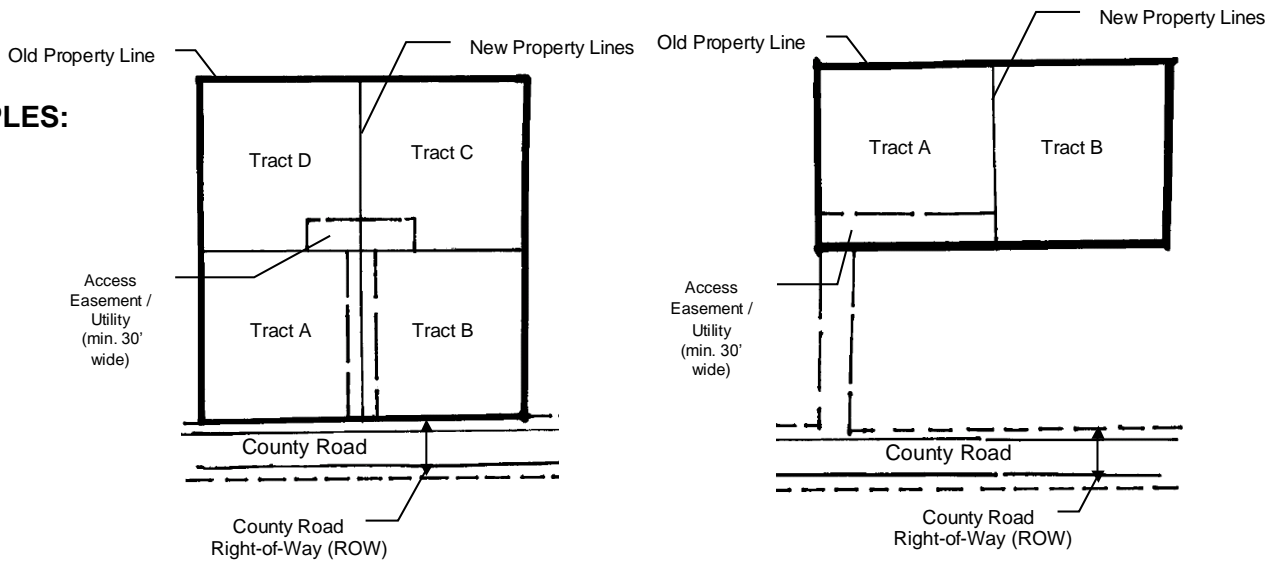 PLES:
Old Property Line
New Property Lines
Tract D
Tract C
Access
Easement /
Utility
(min. 30'
wide)
Tract A
Tract B
County Road
County Road
Right-of-Way (ROW)
Old Property Line
New Property Lines
Tract A
Tract B
Access
Easement /
Utility
(min. 30'
wide)
County Road
County Road
Right-of-Way (ROW)